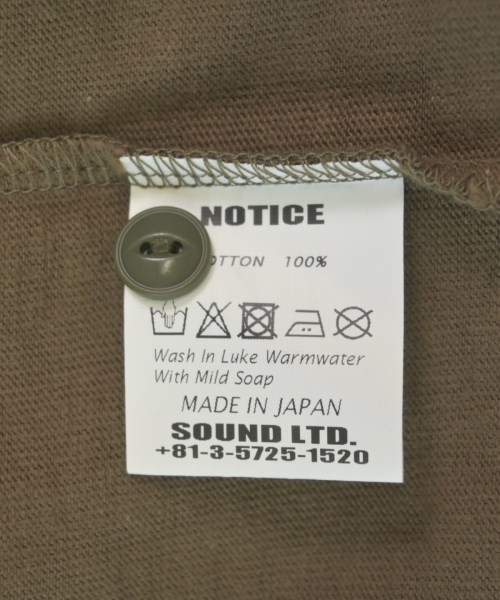 NOTICE
OTTON 100%
Wash In Luke Warmwater
With Mild Soap
MADE IN JAPAN
SOUND LTD.
+81-3-5725-1520